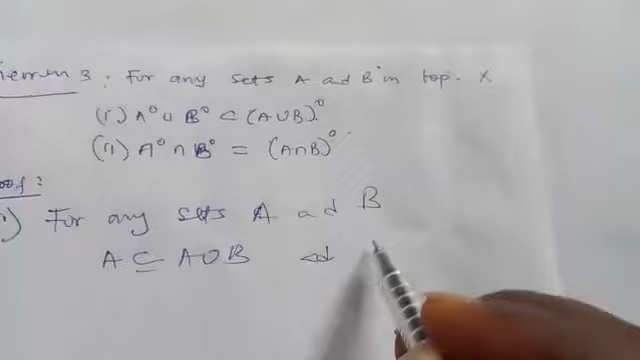 Theorem 3: For any sets A and B in top. X
(i) A° ∪ B° ⊂ (A∪B)°.
(ii) A° ∩ B° = (A∩B)°
Proof:
i) For any sets A and B
A ⊆ A∪B and